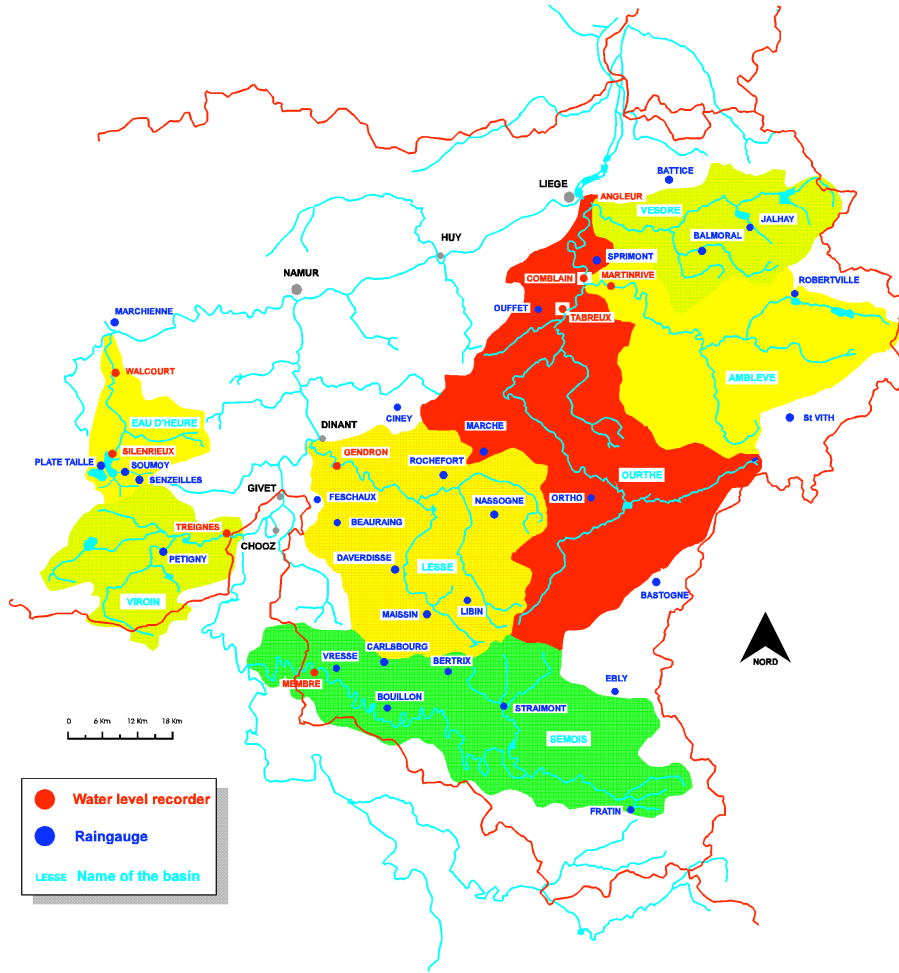 BATTICE
LIEGE
ANGLEUR
VESDRE
JALHAY
BALMORAL
HUY
SPRIMONT
COMBLAIN
MARTINRIVE
ROBERTVILLE
NAMUR
MARCHIENNE
OUFFET
TABREUX
WALCOURT
AMBLEVE
CINEY
St VITH
EAU D'HEURE
DINANT
MARCHE
SILENRIEUX
GENDRON
PLATE TAILLE
SOUMOY
ROCHEFORT
SENZEILLES
OURTHE
GIVET
FESCHAUX
NASSOGNE
ORTHO
TREIGNES
BEAURAING
CHOOZ
PETIGNY
DAVERDISSE
LESSE
BASTOGNE
VIROIN
MAISSIN
LIBIN
CARLSBOURG
NORD
VRESSE
BERTRIX
MEMBRE
EBLY
BOUILLON
STRAIMONT
0 6 Km 12 Km 18 Km
SEMOIS
Water level recorder
FRATIN
Raingauge
LESSE Name of the basin